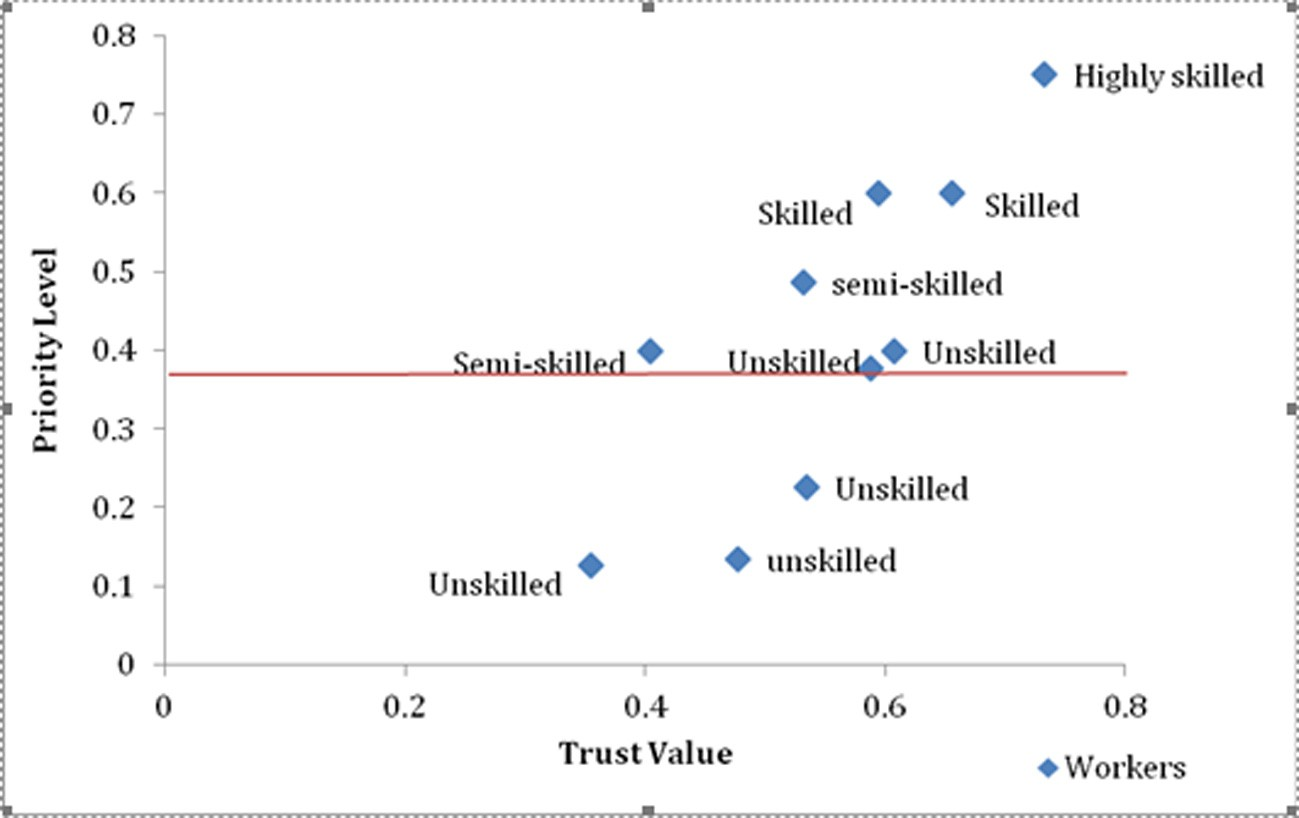 0.8
Highly skilled
0.7
0.6
Skilled
Skilled
0.5
semi-skilled
0.4
Semi-skilled
Unskilled
Unskilled
0.3
Unskilled
0.2
unskilled
Unskilled
0.1
0
Priority Level
0 0.2 0.4 0.6 0.8
Trust Value
Workers